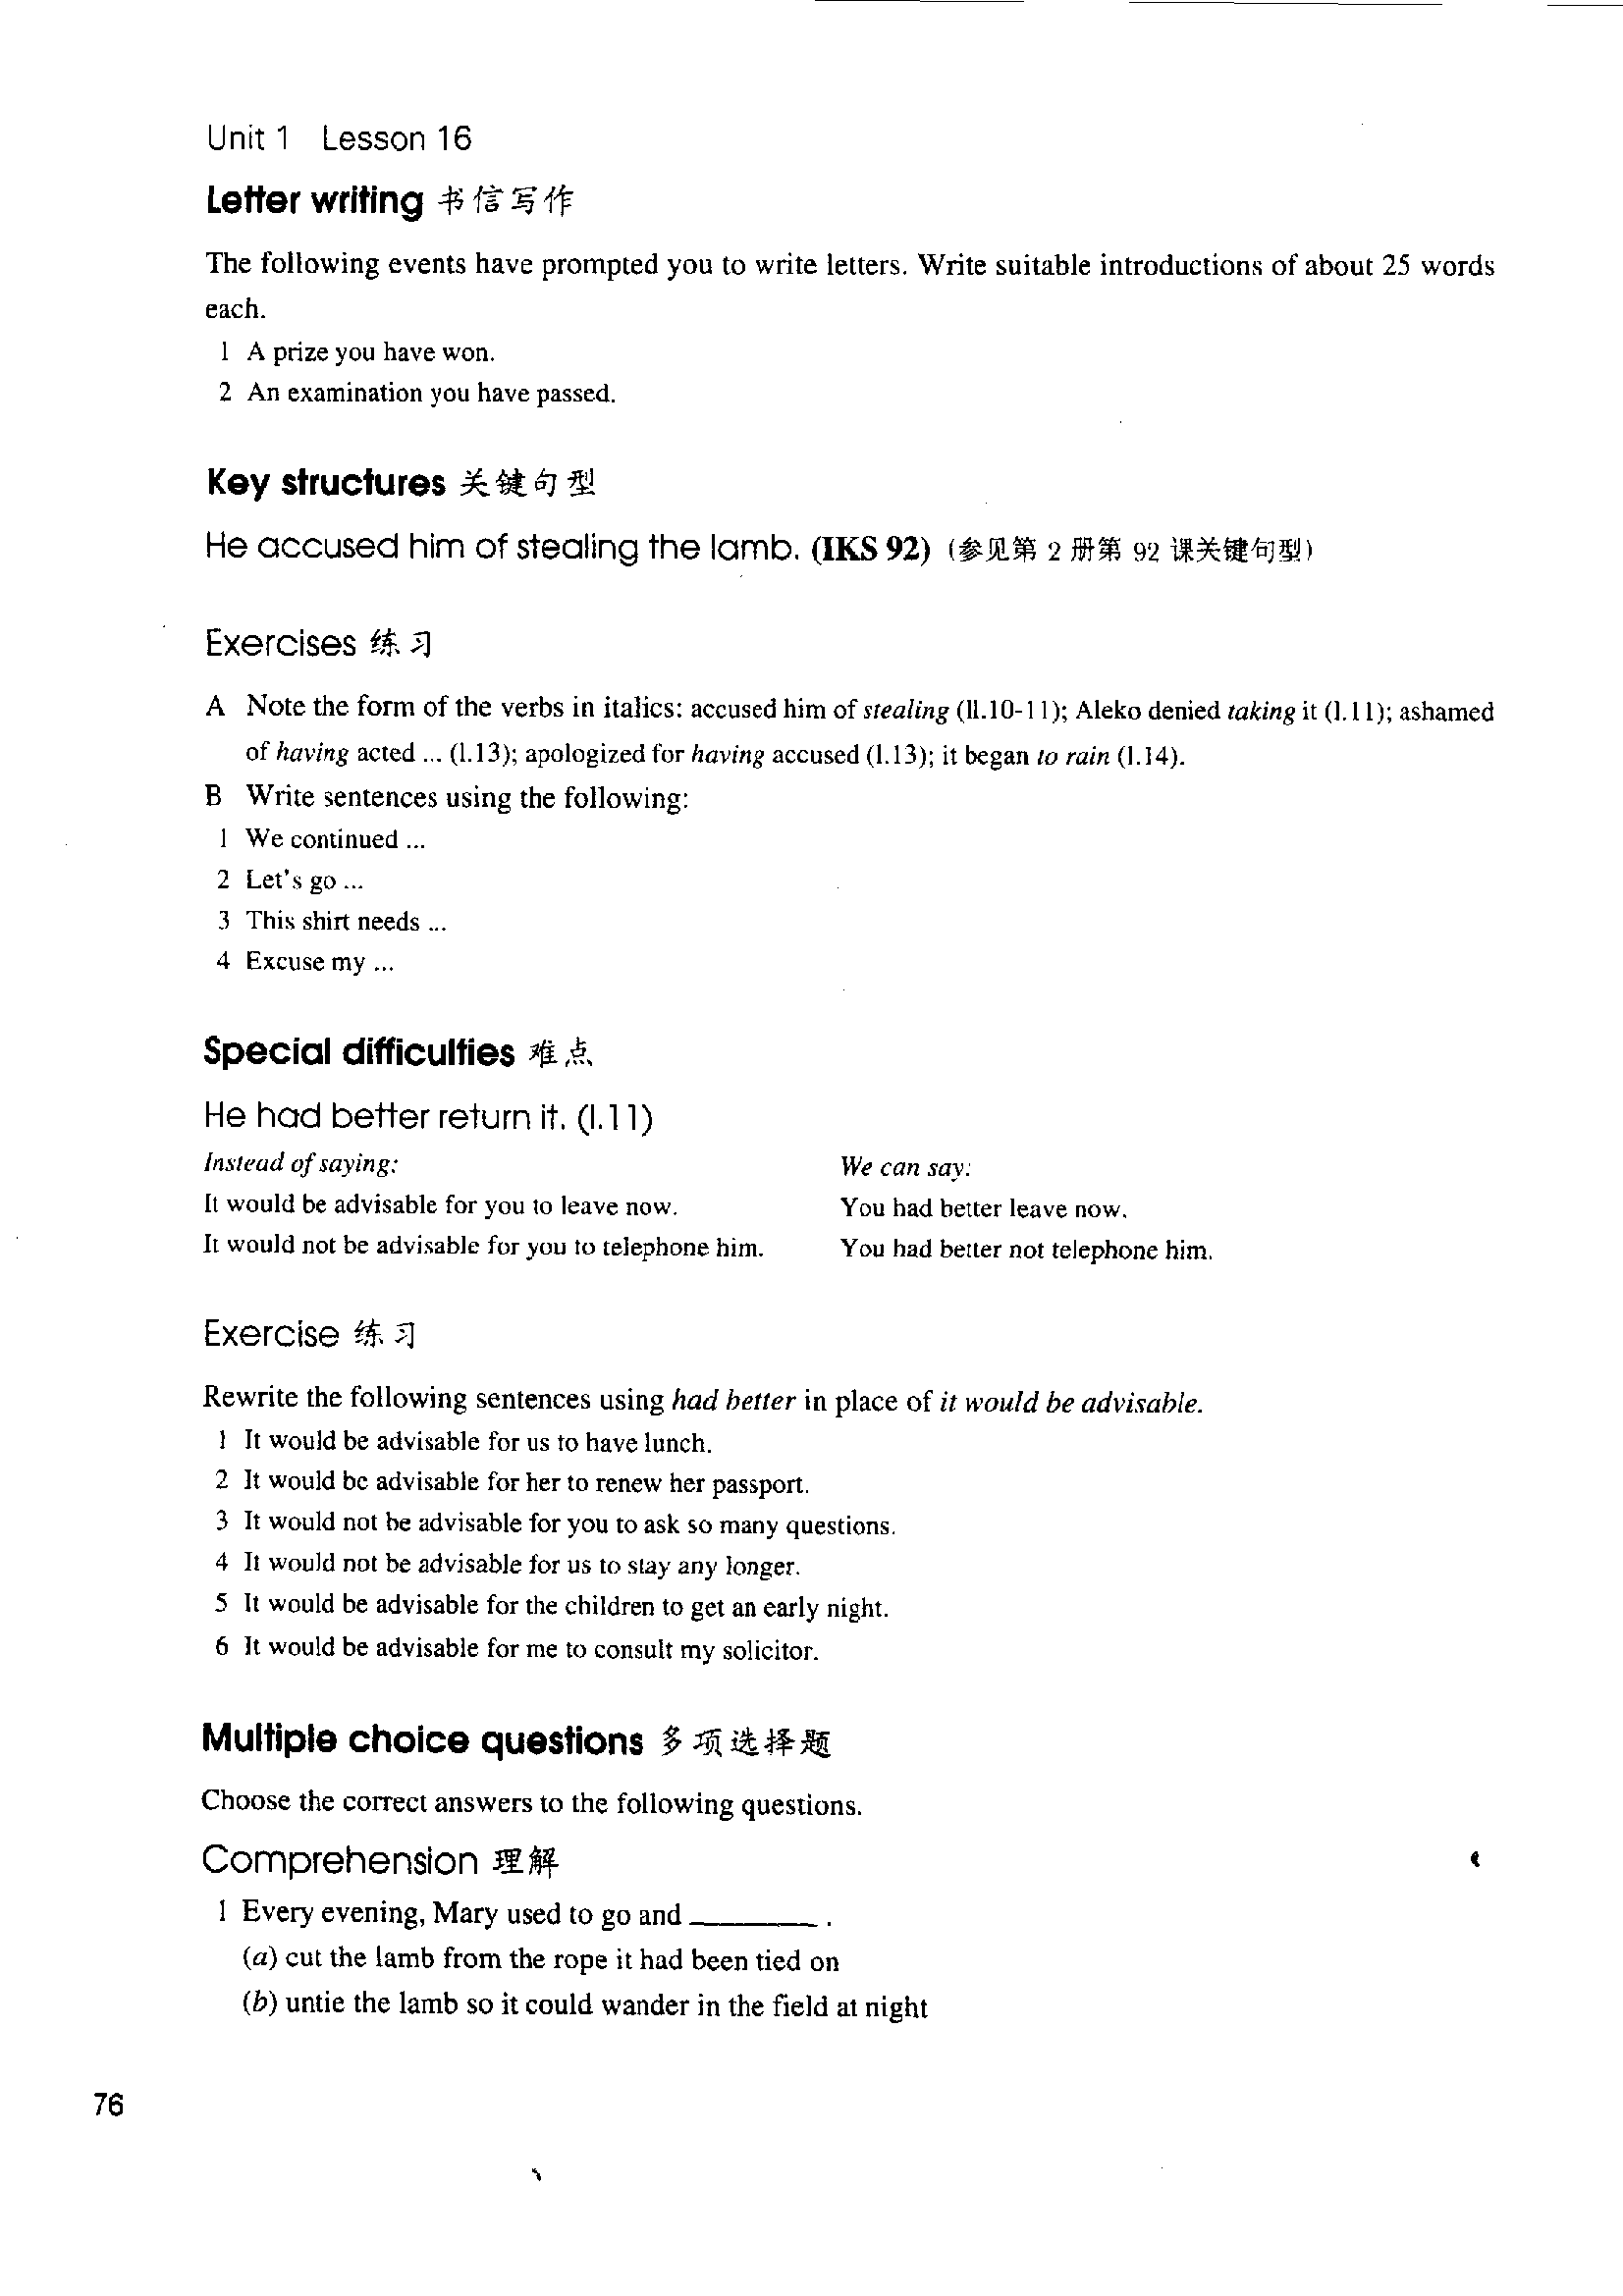 Unit 1 Lesson 16
Letter writing 书信写作
The following events have prompted you to write letters. Write suitable introductions of about 25 words
each.
1 A prize you have won.
2 An examination you have passed.
Key structures 关键句型
He accused him of stealing the lamb. (IKS 92) (参见第 2 册第 92 课关键句型)
Exercises 练习
A Note the form of the verbs in italics: accused him of stealing (ll.10-11); Aleko denied taking it (l.11); ashamed
of having acted ... (l.13); apologized for having accused (l.13); it began to rain (l.14).
B Write sentences using the following:
1 We continued ...
2 Let's go ...
3 This shirt needs ...
4 Excuse my ...
Special difficulties 难点
He had better return it. (l.11)
Instead of saying: We can say:
It would be advisable for you to leave now. You had better leave now.
It would not be advisable for you to telephone him. You had better not telephone him.
Exercise 练习
Rewrite the following sentences using had better in place of it would be advisable.
1 It would be advisable for us to have lunch.
2 It would be advisable for her to renew her passport.
3 It would not be advisable for you to ask so many questions.
4 It would not be advisable for us to stay any longer.
5 It would be advisable for the children to get an early night.
6 It would be advisable for me to consult my solicitor.
Multiple choice questions 多项选择题
Choose the correct answers to the following questions.
Comprehension 理解
1 Every evening, Mary used to go and ________ .
(a) cut the lamb from the rope it had been tied on
(b) untie the lamb so it could wander in the field at night
76